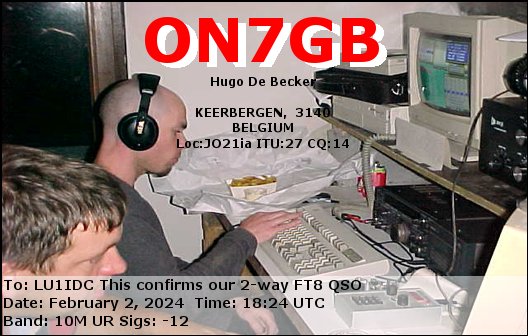 ON7GB
Hugo De Becker
KEERBERGEN, 3140
BELGIUM
Loc:JO21ia ITU:27 CQ:14
To: LU1IDC This confirms our 2-way FT8 QSO
Date: February 2, 2024 Time: 18:24 UTC
Band: 10M UR Sigs: -12